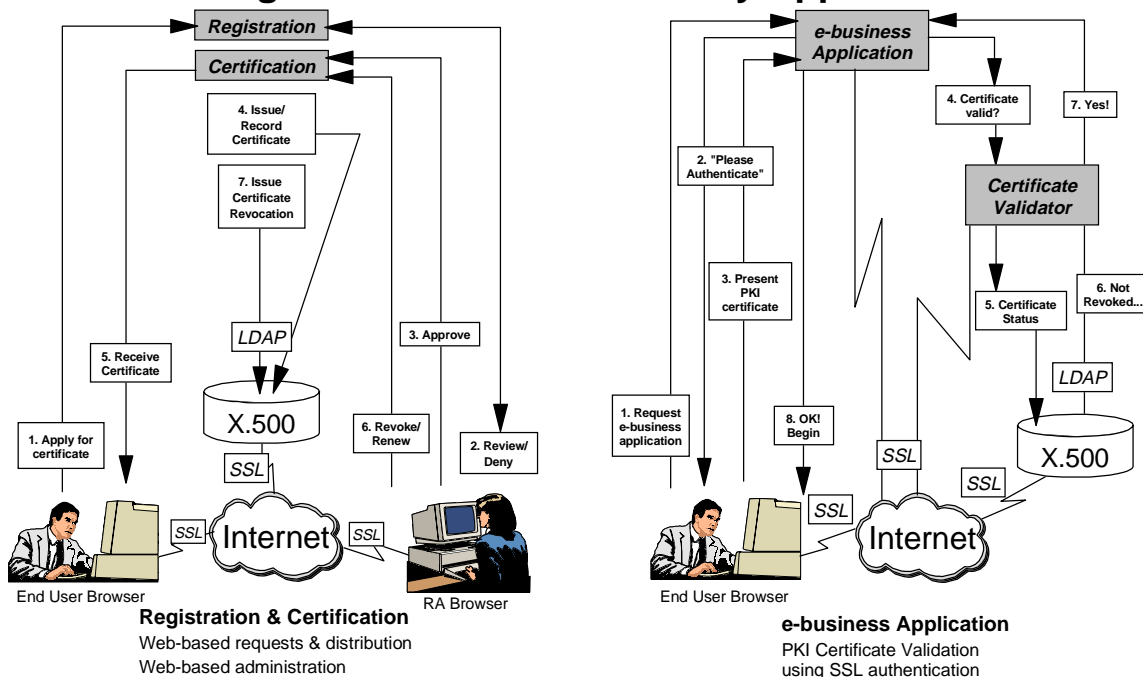 Registration
Certification
4. Issue/
Record
Certificate
7. Issue
Certificate
Revocation
LDAP
3. Approve
5. Receive
Certificate
X.500
6. Revoke/
Renew
1. Apply for
certificate
2. Review/
Deny
SSL
Internet
SSL
SSL
End User Browser
RA Browser
Registration & Certification
Web-based requests & distribution
Web-based administration
e-business
Application
4. Certificate
valid?
7. Yes!
2. "Please
Authenticate"
Certificate
Validator
3. Present
PKI
certificate
6. Not
Revoked...
5. Certificate
Status
LDAP
1. Request
e-business
application
8. OK!
Begin
X.500
SSL
SSL
SSL
Internet
End User Browser
e-business Application
PKI Certificate Validation
using SSL authentication